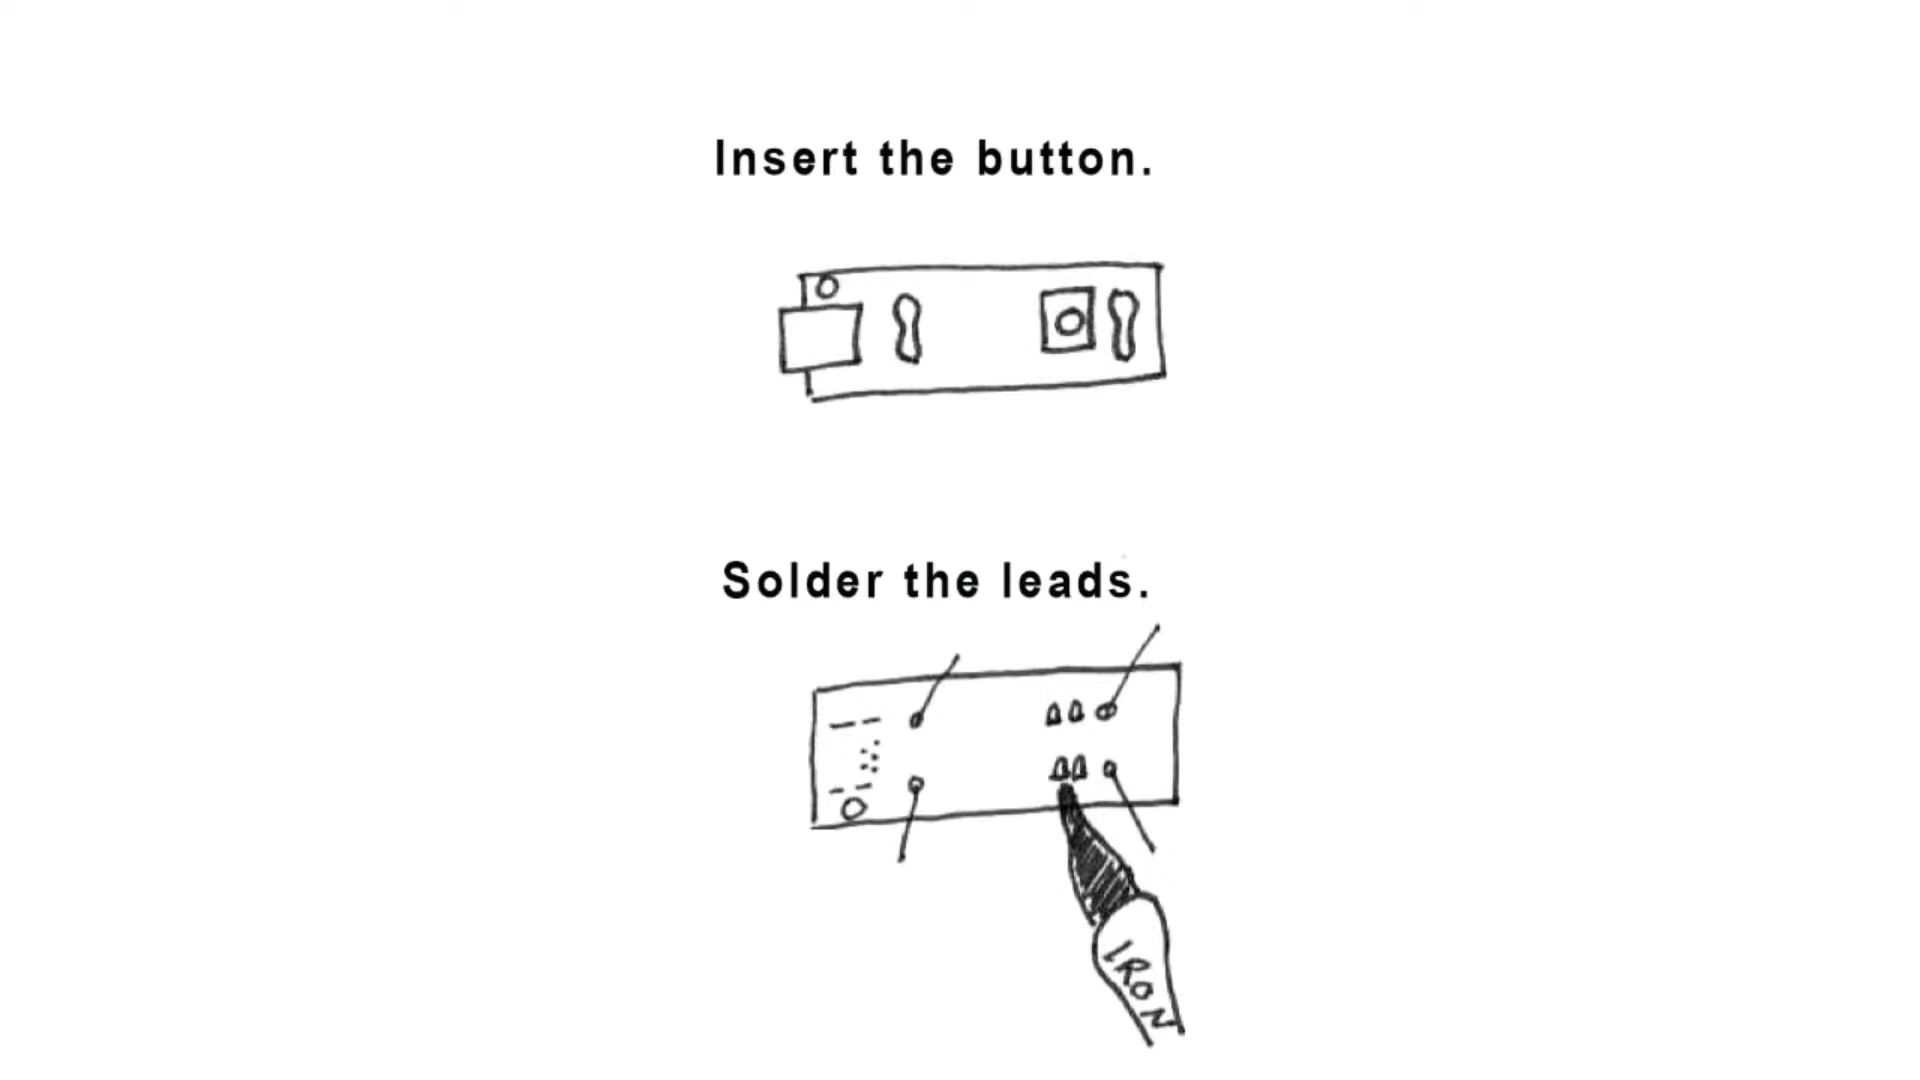 Insert the button.
Solder the leads.
IRON